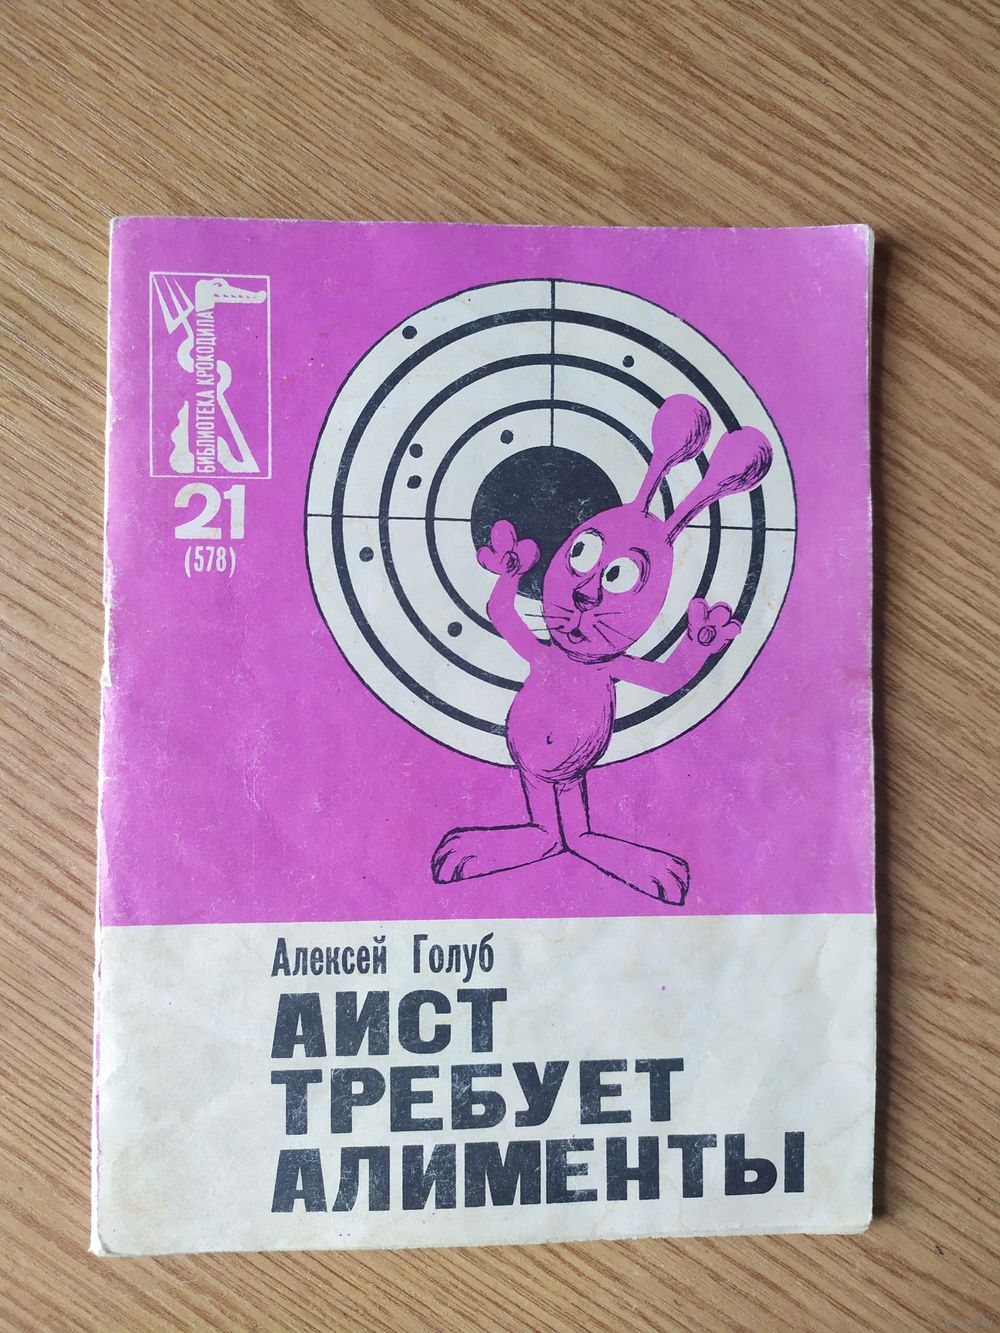 БИБЛИОТЕКА КРОКОДИЛА
21
(578)
Алексей Голуб
АИСТ
ТРЕБУЕТ
АЛИМЕНТЫ